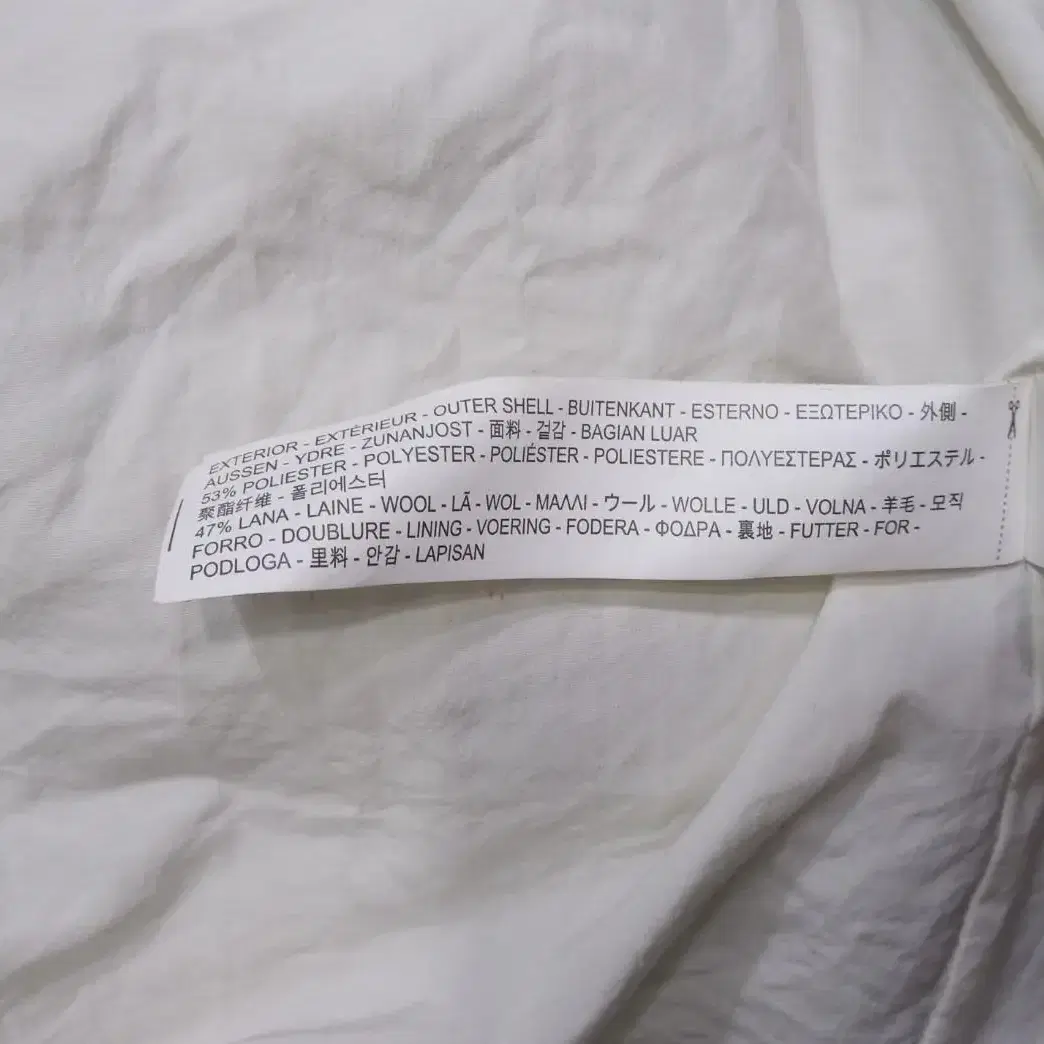 EXTERIOR - EXTÉRIEUR - OUTER SHELL - BUITENKANT - ESTERNO - ΕΞΩΤΕΡΙΚΟ - 外側 -
AUSSEN - YDRE - ZUNANJOST - 面料 - 겉감 - BAGIAN LUAR
53% POLIESTER - POLYESTER - POLIÉSTER - POLIESTERE - ΠΟΛΥΕΣΤΕΡΑΣ - ポリエステル -
聚酯纤维 - 폴리에스터
47% LANA - LAINE - WOOL - LÃ - WOL - ΜΑΛΛΙ - ウール - WOLLE - ULD - VOLNA - 羊毛 - 모직
FORRO - DOUBLURE - LINING - VOERING - FODERA - ΦΟΔΡΑ - 裏地 - FUTTER - FOR -
PODLOGA - 里料 - 안감 - LAPISAN